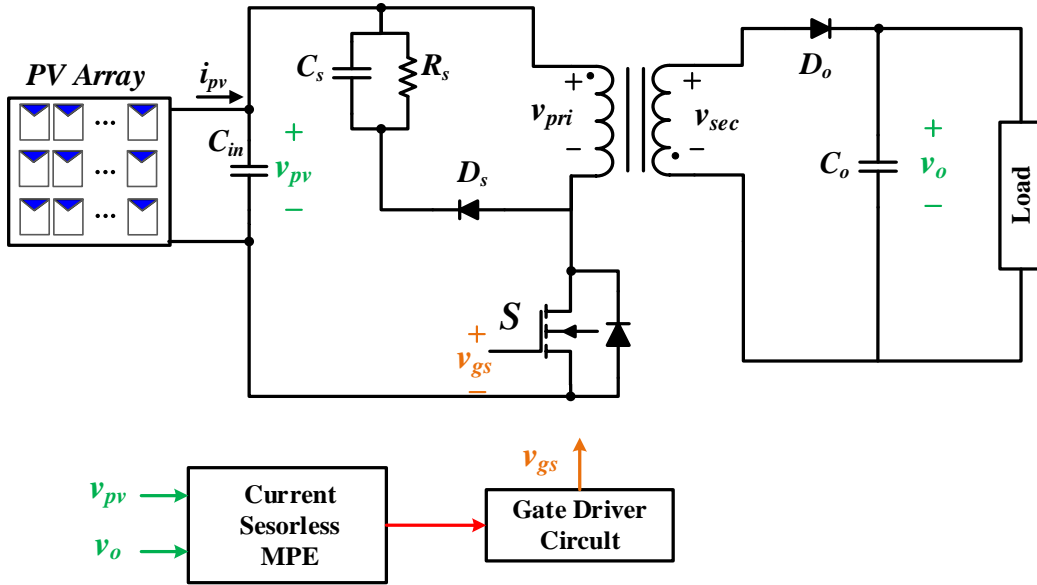 PV Array
i_pv
C_in
+
v_pv
−
C_s
R_s
D_s
+
v_pri
−
+
v_sec
−
D_o
C_o
+
v_o
−
Load
S
+
v_gs
−
v_pv
v_o
Current
Sesorless
MPE
v_gs
Gate Driver
Circult